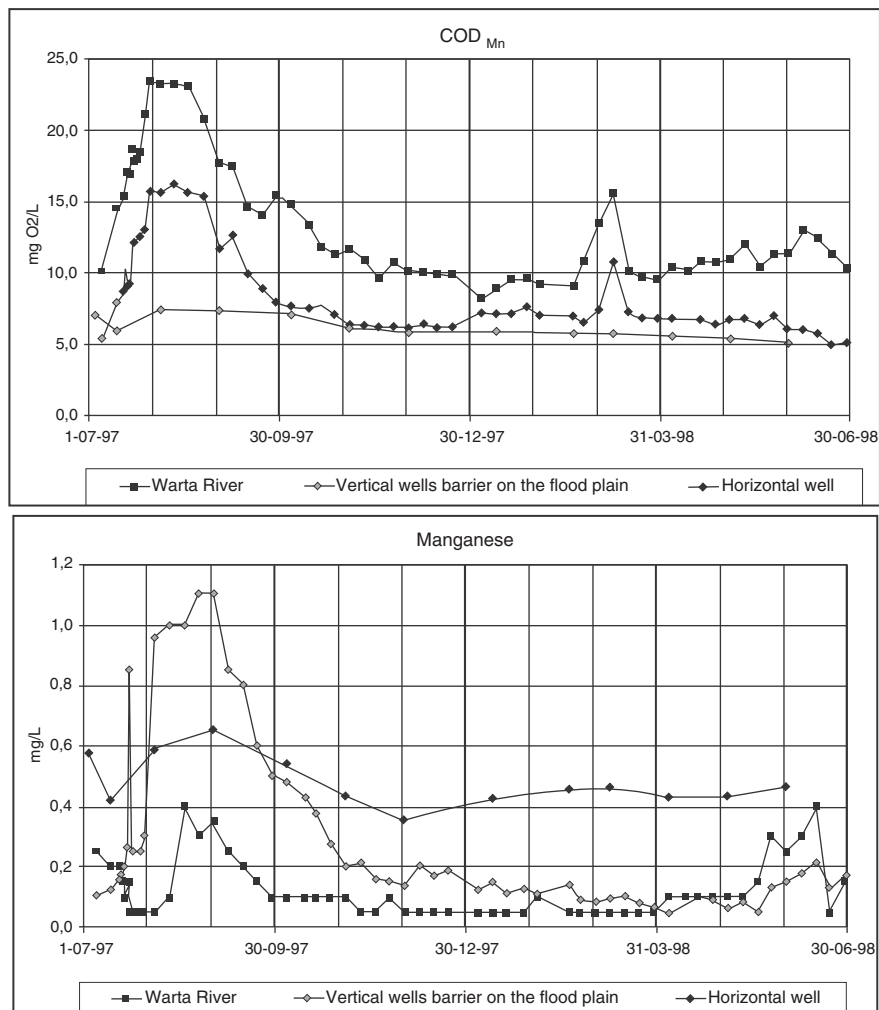 COD Mn
25,0
20,0
15,0
10,0
5,0
0,0
mg O2/L
1-07-97 30-09-97 30-12-97 31-03-98 30-06-98
Warta River Vertical wells barrier on the flood plain Horizontal well
Manganese
1,2
1,0
0,8
0,6
0,4
0,2
0,0
mg/L
1-07-97 30-09-97 30-12-97 31-03-98 30-06-98
Warta River Vertical wells barrier on the flood plain Horizontal well